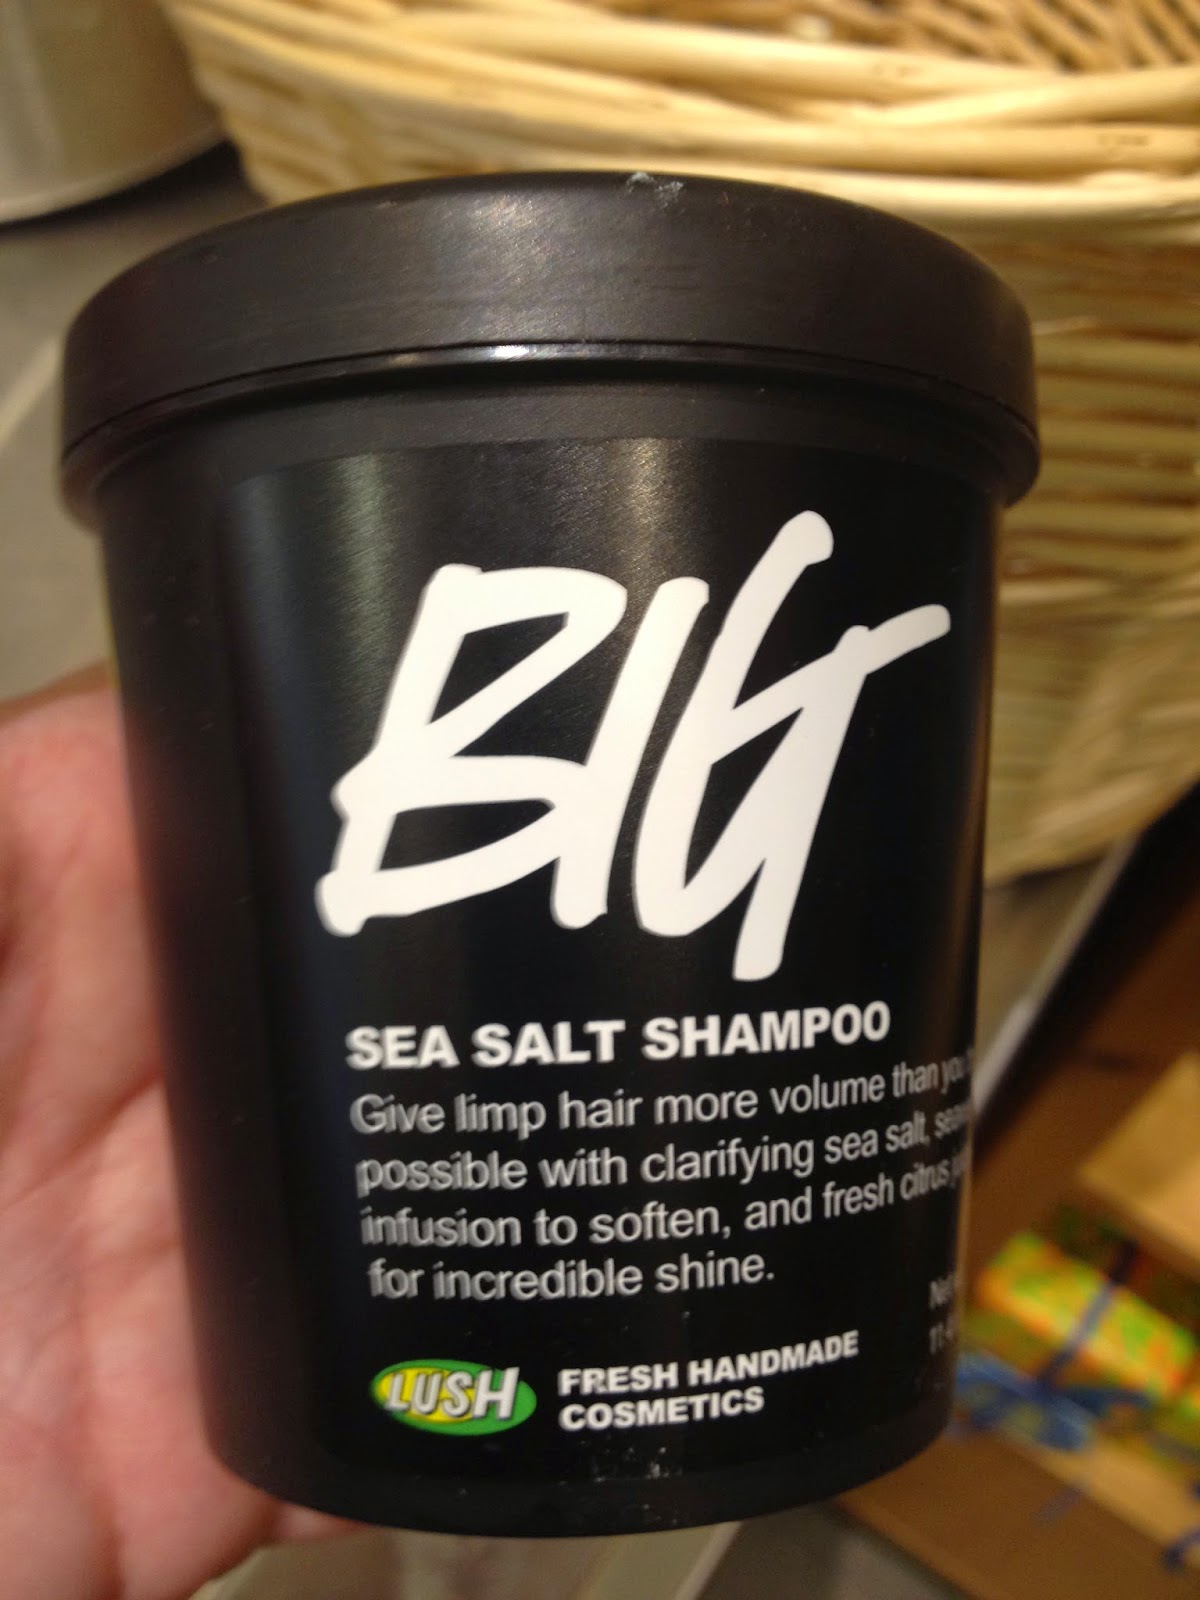 BIG
SEA SALT SHAMPOO
Give limp hair more volume than you
possible with clarifying sea salt,
infusion to soften, and fresh citrus
for incredible shine.
LUSH
FRESH HANDMADE
COSMETICS